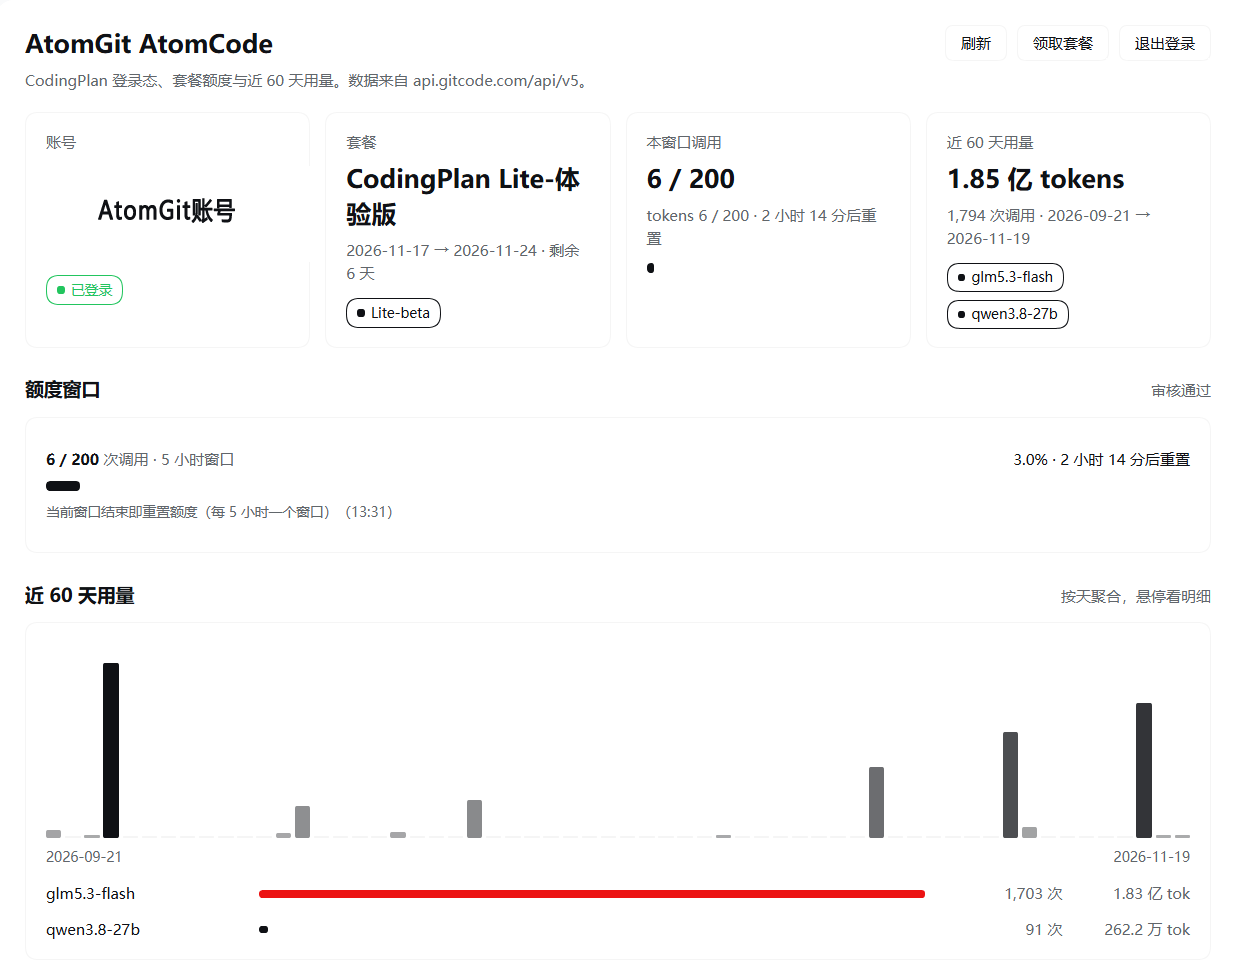 AtomGit AtomCode
刷新
领取套餐
退出登录
CodingPlan 登录态、套餐额度与近 60 天用量。数据来自 api.gitcode.com/api/v5。
账号
AtomGit账号
已登录
套餐
CodingPlan Lite-体
验版
2026-11-17 → 2026-11-24 · 剩余
6 天
Lite-beta
本窗口调用
6 / 200
tokens 6 / 200 · 2 小时 14 分后重
置
近 60 天用量
1.85 亿 tokens
1,794 次调用 · 2026-09-21 →
2026-11-19
glm5.3-flash
qwen3.8-27b
额度窗口
审核通过
6 / 200 次调用 · 5 小时窗口
3.0% · 2 小时 14 分后重置
当前窗口结束即重置额度（每 5 小时一个窗口）（13:31）
近 60 天用量
按天聚合，悬停看明细
2026-09-21
2026-11-19
glm5.3-flash
1,703 次
1.83 亿 tok
qwen3.8-27b
91 次
262.2 万 tok